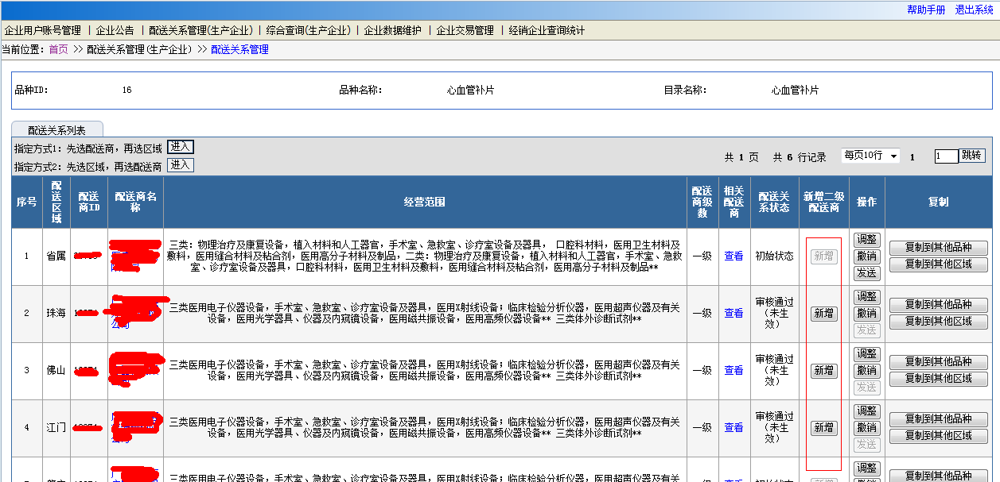 帮助手册 退出系统
企业用户账号管理 | 企业公告 | 配送关系管理(生产企业) | 综合查询(生产企业) | 企业数据维护 | 企业交易管理 | 经销企业查询统计
当前位置：首页 >> 配送关系管理(生产企业) >> 配送关系管理
品种ID: 16 品种名称: 心血管补片 目录名称: 心血管补片
配送关系列表
指定方式1: 先选配送商，再选区域 进入
指定方式2: 先选区域，再选配送商 进入
共 1 页 共 6 行记录 每页10行 1 1 跳转
序号 配送区域 配送商ID 配送商名称 经营范围 配送商级数 相关配送商 配送关系状态 新增二级配送商 操作 复制
1 省属 三类：物理治疗及康复设备，植入材料和人工器官，手术室、急救室、诊疗室设备及器具， 口腔科材料，医用卫生材料及
敷料，医用缝合材料及粘合剂，医用高分子材料及制品，二类：物理治疗及康复设备，植入材料和人工器官，手术室、急救
室、诊疗室设备及器具，口腔科材料，医用卫生材料及敷料，医用缝合材料及粘合剂，医用高分子材料及制品**
一级 查看 初始状态 新增 调整 撤销 发送 复制到其他品种 复制到其他区域
2 珠海 三类医用电子仪器设备，手术室、急救室、诊疗室设备及器具，医用X射线设备；临床检验分析仪器，医用超声仪器及有关
设备，医用光学器具、仪器及内窥镜设备，医用磁共振设备，医用高频仪器设备** 三类体外诊断试剂**
一级 查看 审核通过（未生效） 新增 调整 撤销 发送 复制到其他品种 复制到其他区域
3 佛山 三类医用电子仪器设备，手术室、急救室、诊疗室设备及器具，医用X射线设备；临床检验分析仪器，医用超声仪器及有关
设备，医用光学器具、仪器及内窥镜设备，医用磁共振设备，医用高频仪器设备** 三类体外诊断试剂**
一级 查看 审核通过（未生效） 新增 调整 撤销 发送 复制到其他品种 复制到其他区域
4 江门 三类医用电子仪器设备，手术室、急救室、诊疗室设备及器具，医用X射线设备；临床检验分析仪器，医用超声仪器及有关
设备，医用光学器具、仪器及内窥镜设备，医用磁共振设备，医用高频仪器设备** 三类体外诊断试剂**
一级 查看 审核通过（未生效） 新增 调整 撤销 发送 复制到其他品种 复制到其他区域
三类医用电子仪器设备，手术室、急救室、诊疗室设备及器具，医用X射线设备；临床检验分析仪器，医用超声仪器及有关
调整 复制到其他品种